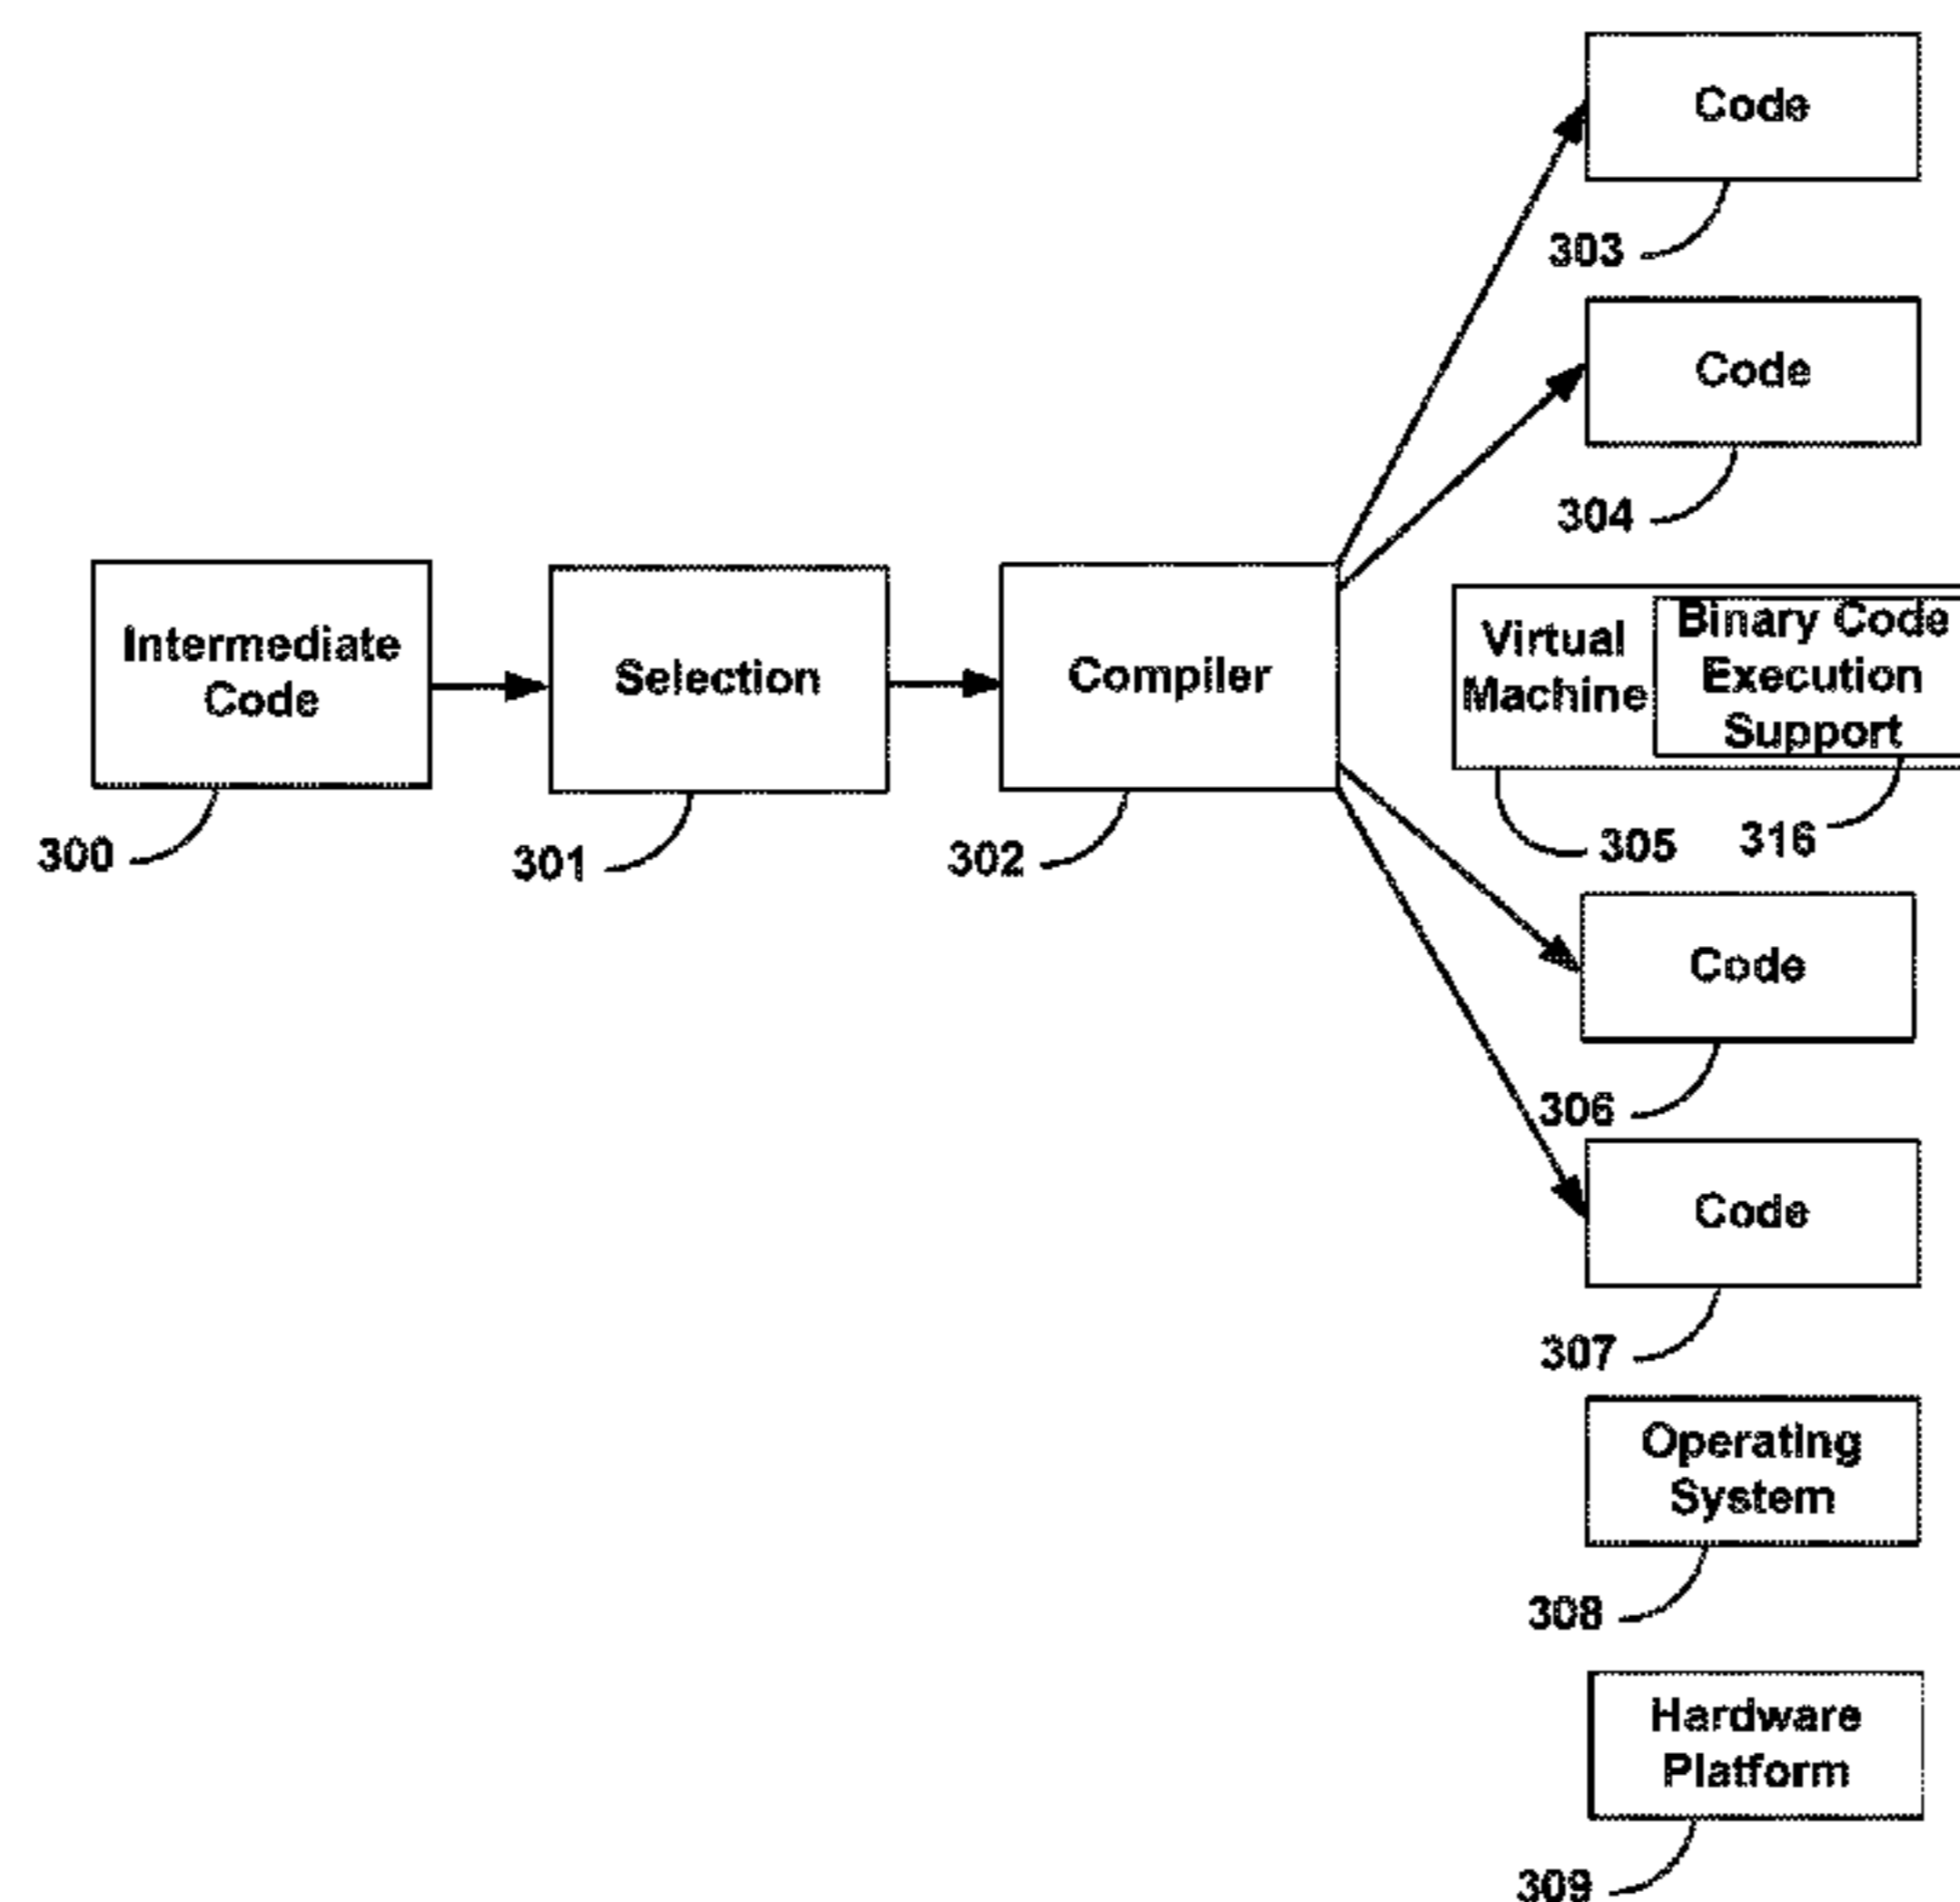 Code
303
Code
304
Intermediate
Code
300
Selection
301
Compiler
302
Virtual
Machine
305
Binary Code
Execution
Support
316
Code
306
Code
307
Operating
System
308
Hardware
Platform
309